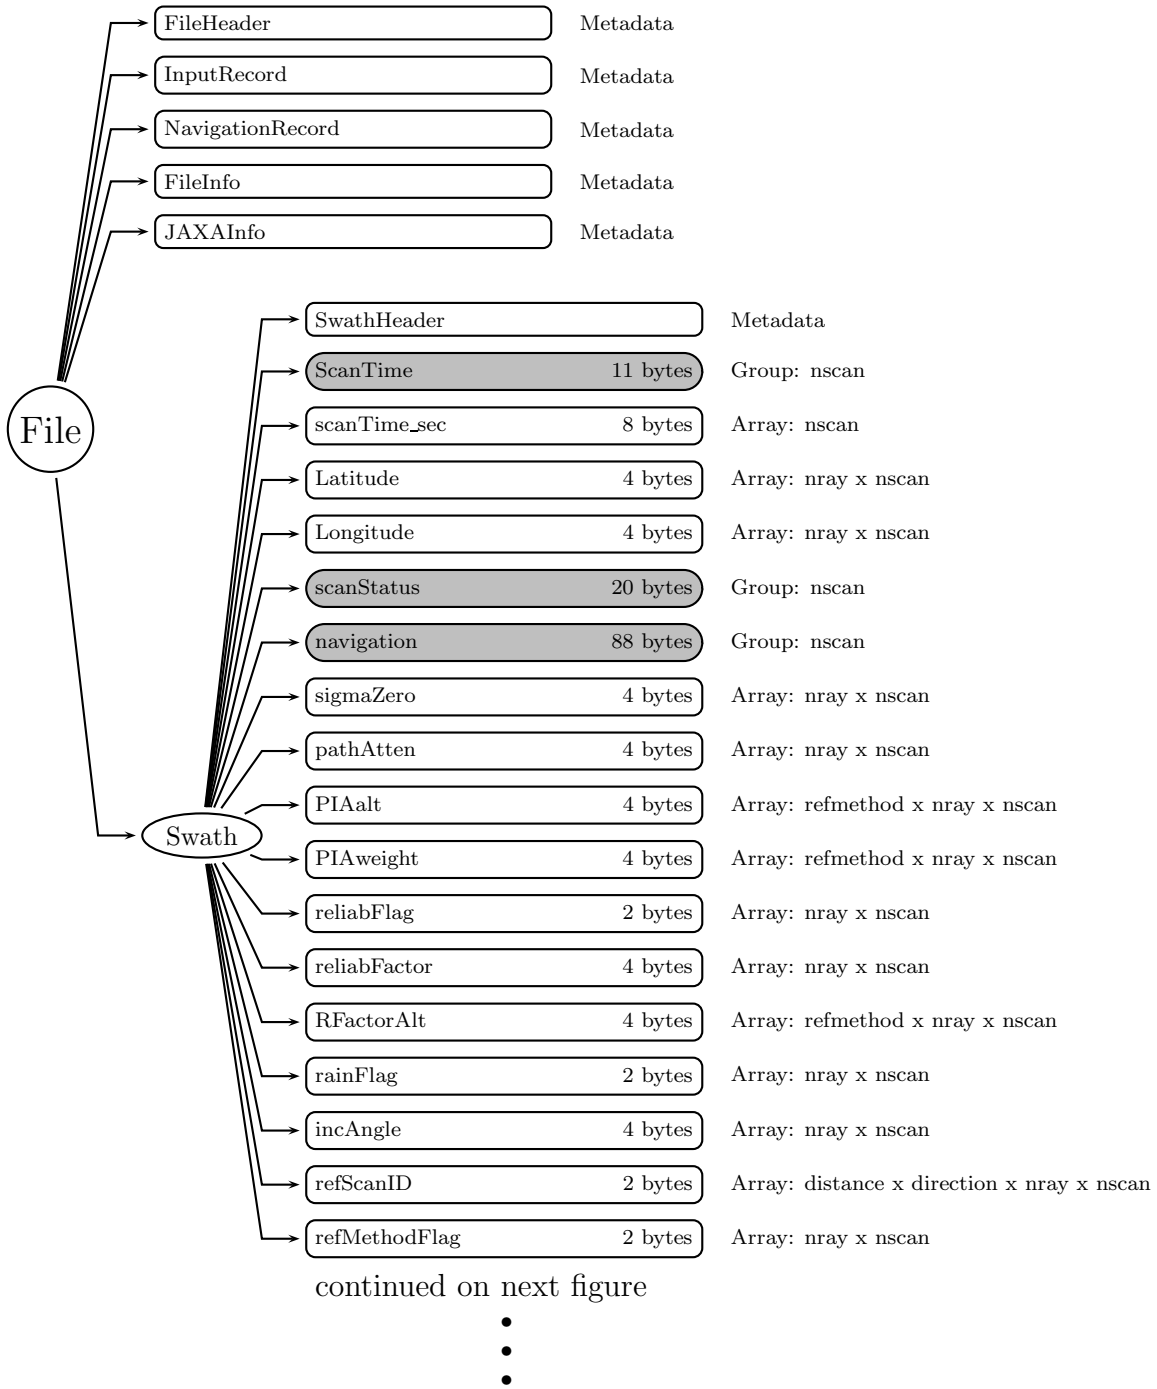 FileHeader Metadata
InputRecord Metadata
NavigationRecord Metadata
FileInfo Metadata
JAXAInfo Metadata
SwathHeader Metadata
ScanTime 11 bytes Group: nscan
File
scanTime_sec 8 bytes Array: nscan
Latitude 4 bytes Array: nray x nscan
Longitude 4 bytes Array: nray x nscan
scanStatus 20 bytes Group: nscan
navigation 88 bytes Group: nscan
sigmaZero 4 bytes Array: nray x nscan
pathAtten 4 bytes Array: nray x nscan
PIAalt 4 bytes Array: refmethod x nray x nscan
Swath
PIAweight 4 bytes Array: refmethod x nray x nscan
reliabFlag 2 bytes Array: nray x nscan
reliabFactor 4 bytes Array: nray x nscan
RFactorAlt 4 bytes Array: refmethod x nray x nscan
rainFlag 2 bytes Array: nray x nscan
incAngle 4 bytes Array: nray x nscan
refScanID 2 bytes Array: distance x direction x nray x nscan
refMethodFlag 2 bytes Array: nray x nscan
continued on next figure